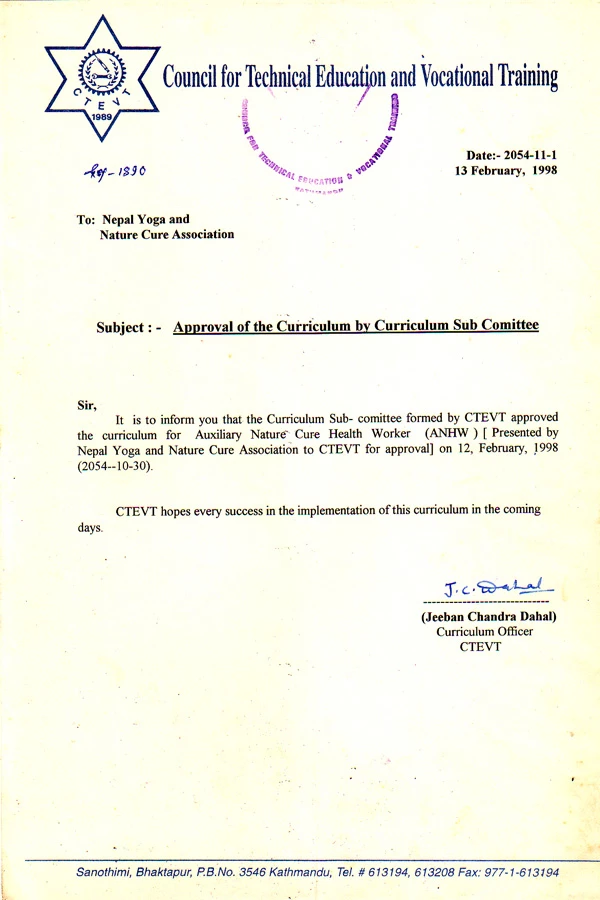 Council for Technical Education and Vocational Training
CTEVT
1989
FOR TECHNICAL EDUCATION & VOCATIONAL TRAINING
Date:- 2054-11-1
- 1890
13 February, 1998
To: Nepal Yoga and
Nature Cure Association
Subject : - Approval of the Curriculum by Curriculum Sub Comittee
Sir,
It is to inform you that the Curriculum Sub- comittee formed by CTEVT approved
the curriculum for Auxiliary Nature Cure Health Worker (ANHW ) [ Presented by
Nepal Yoga and Nature Cure Association to CTEVT for approval] on 12, February, 1998
(2054--10-30).
CTEVT hopes every success in the implementation of this curriculum in the coming
days.
J.C. Dahal
(Jeeban Chandra Dahal)
Curriculum Officer
CTEVT
Sanothimi, Bhaktapur, P.B.No. 3546 Kathmandu, Tel. # 613194, 613208 Fax: 977-1-613194